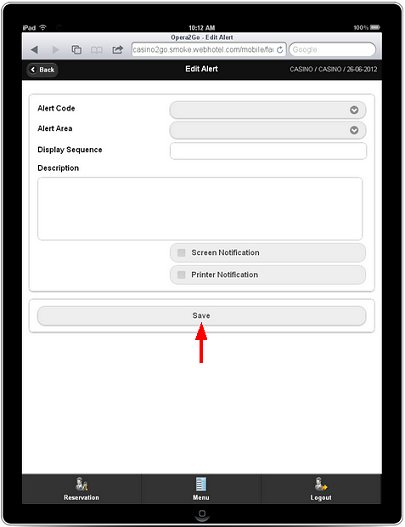 iPad 10:12 AM 100%
Opera2Go - Edit Alert
casino2go.smoke.webhotel.com/mobile/fa Google
Back Edit Alert CASINO / CASINO / 26-06-2012
Alert Code
Alert Area
Display Sequence
Description
Screen Notification
Printer Notification
Save
Reservation Menu Logout